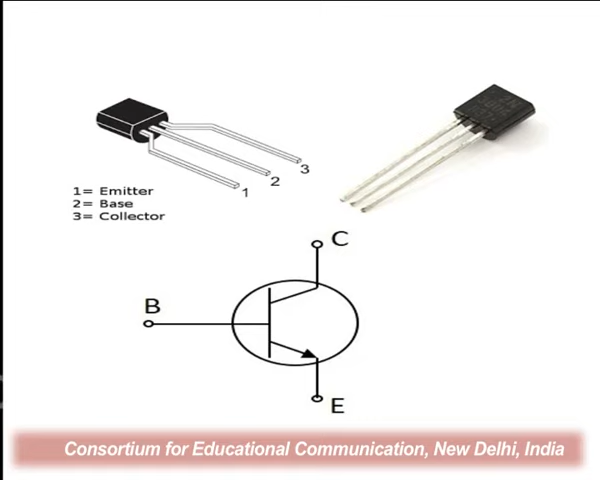 3
2
1
1= Emitter
2= Base
3= Collector
C
B
E
Consortium for Educational Communication, New Delhi, India